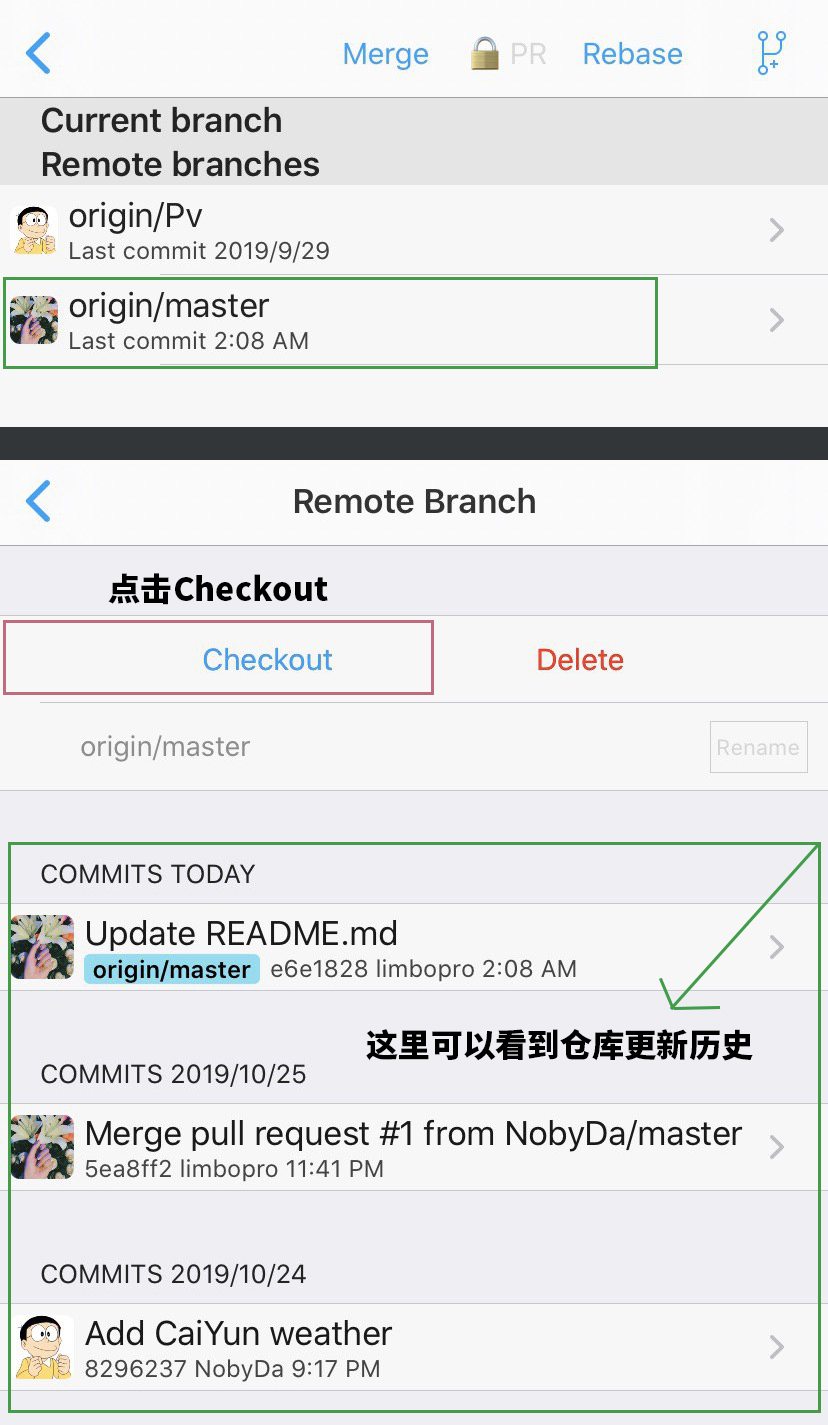 Merge
🔒 PR
Rebase
Current branch
Remote branches
origin/Pv
Last commit 2019/9/29
origin/master
Last commit 2:08 AM
Remote Branch
点击Checkout
Checkout
Delete
origin/master
Rename
COMMITS TODAY
Update README.md
origin/master e6e1828 limbopro 2:08 AM
这里可以看到仓库更新历史
COMMITS 2019/10/25
Merge pull request #1 from NobyDa/master
5ea8ff2 limbopro 11:41 PM
COMMITS 2019/10/24
Add CaiYun weather
8296237 NobyDa 9:17 PM